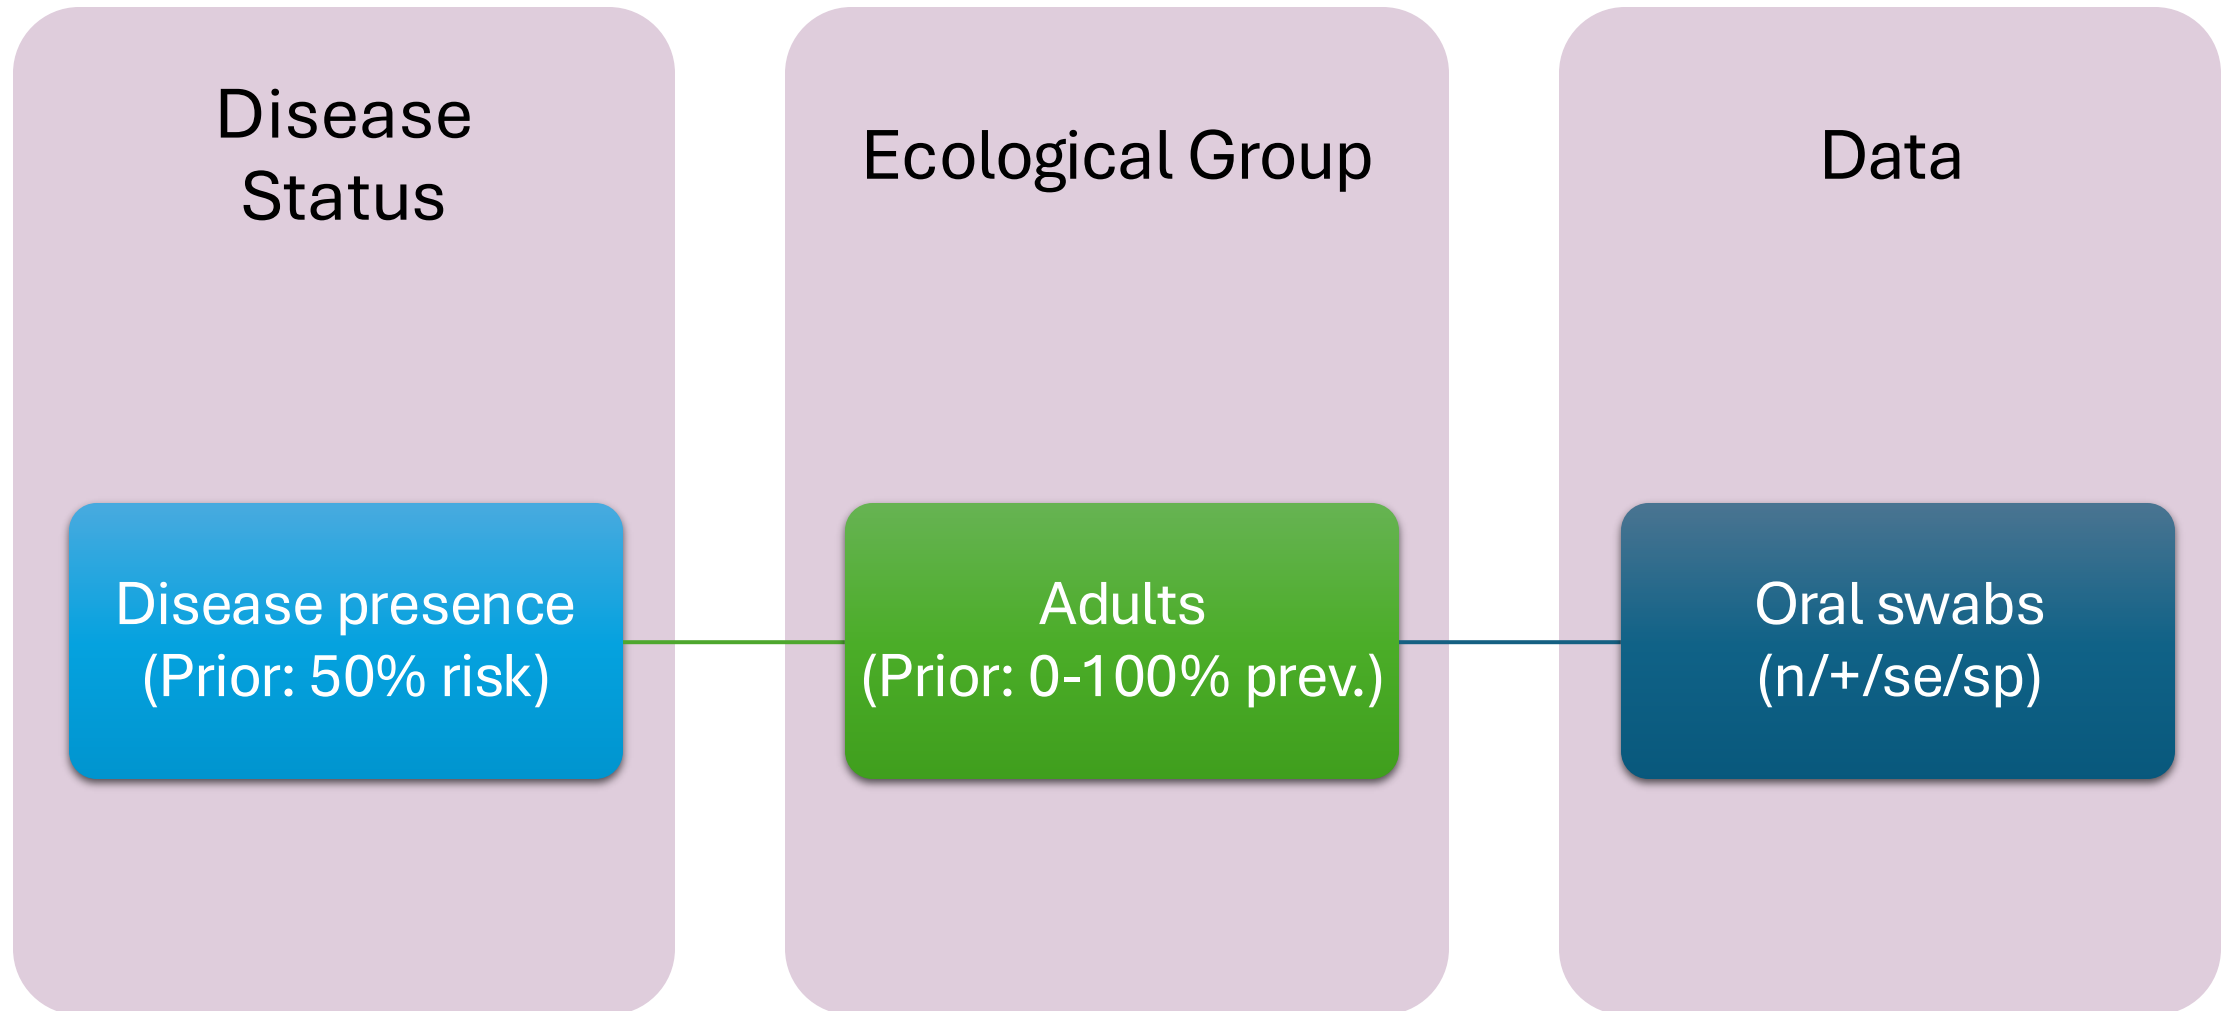 Disease
Status
Ecological Group
Data
Disease presence
(Prior: 50% risk)
Adults
(Prior: 0-100% prev.)
Oral swabs
(n/+/se/sp)